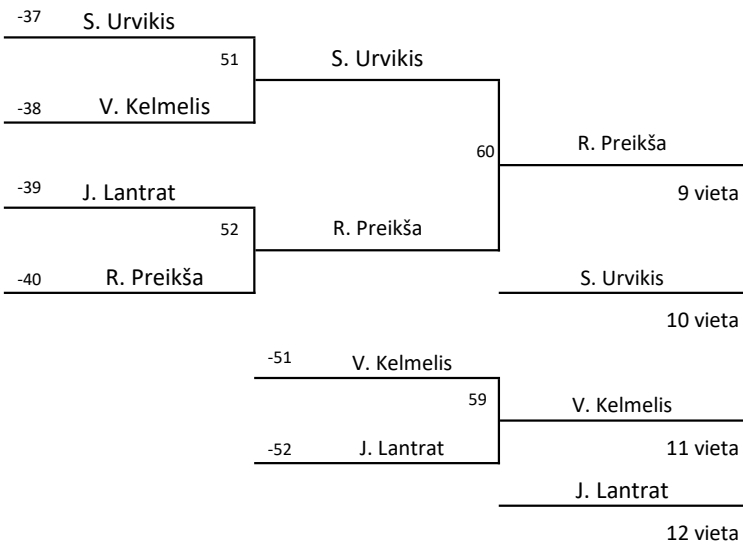 -37 S. Urvikis
51 S. Urvikis
-38 V. Kelmelis
60 R. Preikša
-39 J. Lantrat
9 vieta
52 R. Preikša
-40 R. Preikša
S. Urvikis
10 vieta
-51 V. Kelmelis
59 V. Kelmelis
-52 J. Lantrat
11 vieta
J. Lantrat
12 vieta